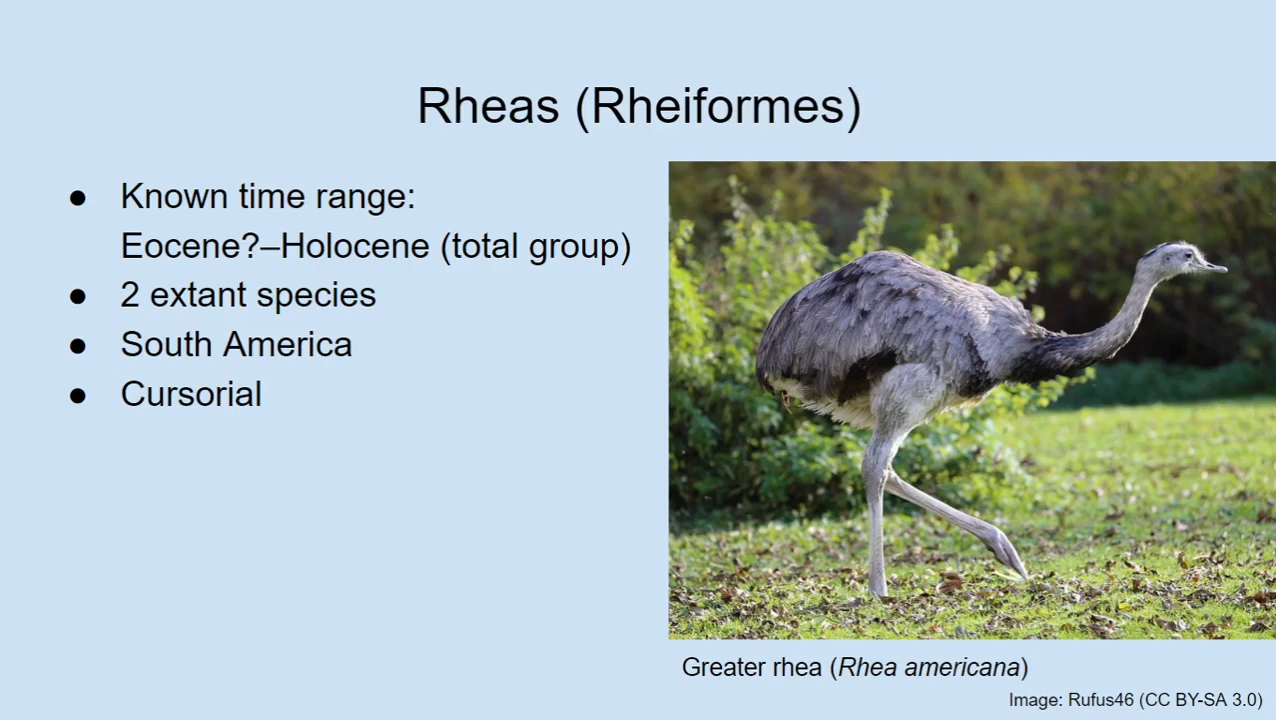 Rheas (Rheiformes)
● Known time range:
Eocene?–Holocene (total group)
● 2 extant species
● South America
● Cursorial
Greater rhea (Rhea americana)
Image: Rufus46 (CC BY-SA 3.0)